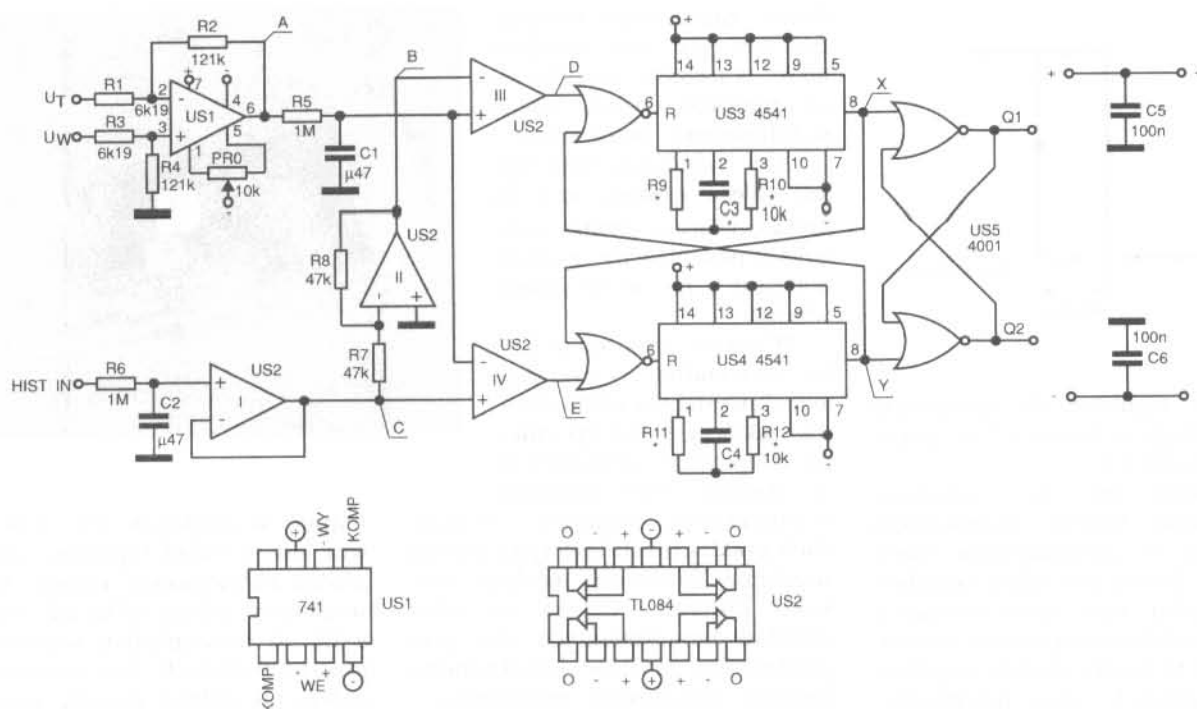 A
R2
121k
B
UT
R1
6k19
2
-
+
7
-
4
US1
6
5
R5
1M
UW
R3
6k19
3
+
1
R4
121k
PR0
10k
-
C1
µ47
-
+
III
US2
D
6
+
14
13
12
9
5
R
US3 4541
8
X
1
2
3
10
7
R9
*
C3
*
R10
*
10k
-
Q1
+
+
C5
100n
US5
4001
R8
47k
US2
II
-
+
R7
47k
HIST IN
R6
1M
C2
µ47
US2
+
-
I
C
US2
-
+
IV
E
6
+
14
13
12
9
5
R
US4 4541
8
Y
1
2
3
10
7
R11
*
C4
*
R12
*
10k
-
Q2
100n
C6
-
-
+
- WY
KOMP
741
US1
KOMP
- +
WE
-
O - + - + - O
TL084
US2
O - + + + - O